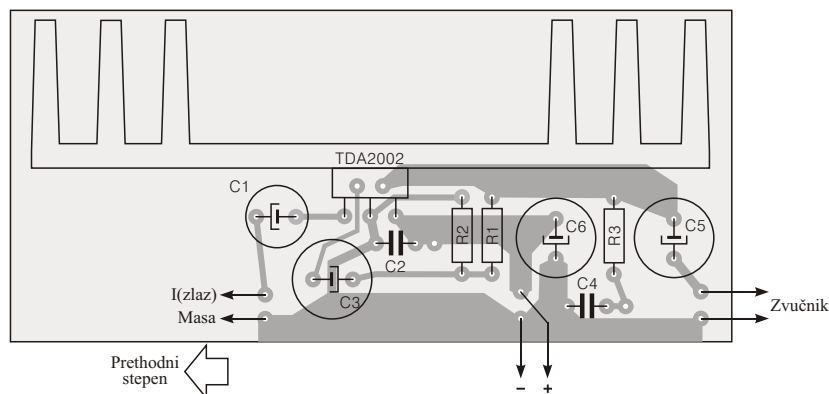 TDA2002
C1
R2
R1
C6
R3
C5
C2
C3
C4
I(zlaz)
Masa
Zvučnik
Prethodni
stepen
- +